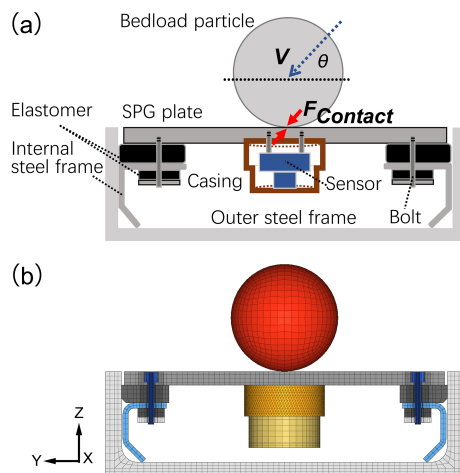 (a)
Bedload particle
V
θ
F Contact
Elastomer
SPG plate
Internal
steel frame
Casing
Sensor
Outer steel frame
Bolt
(b)
Z
Y
X